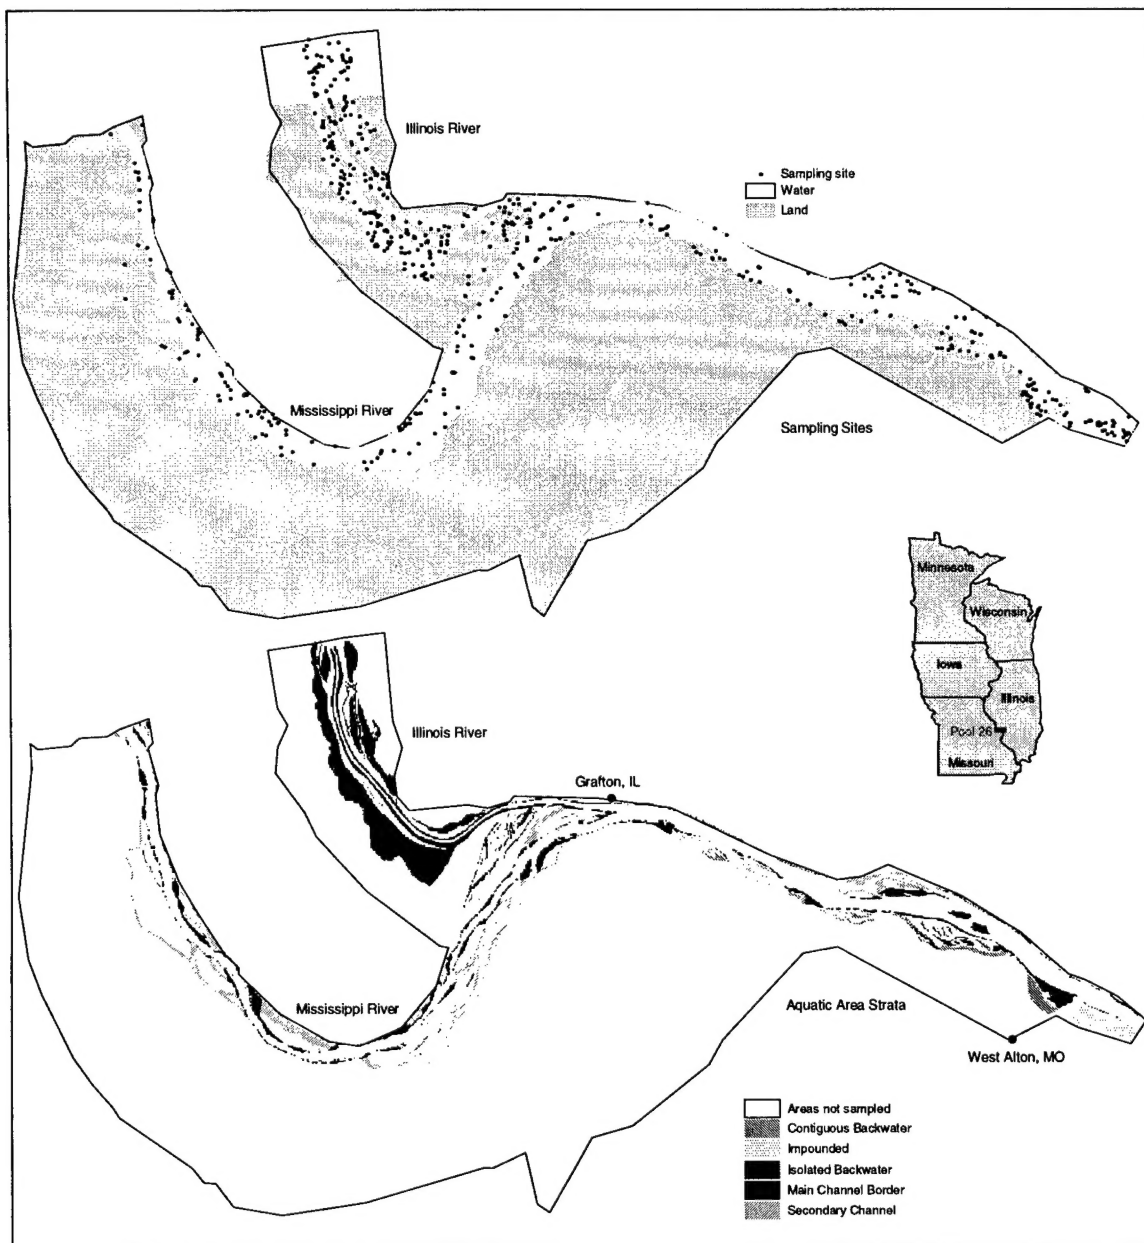 Illinois River
Sampling site
Water
Land
Mississippi River
Sampling Sites
Minnesota
Wisconsin
Iowa
Illinois
Pool 26
Missouri
Illinois River
Grafton, IL
Mississippi River
Aquatic Area Strata
West Alton, MO
Areas not sampled
Contiguous Backwater
Impounded
Isolated Backwater
Main Channel Border
Secondary Channel